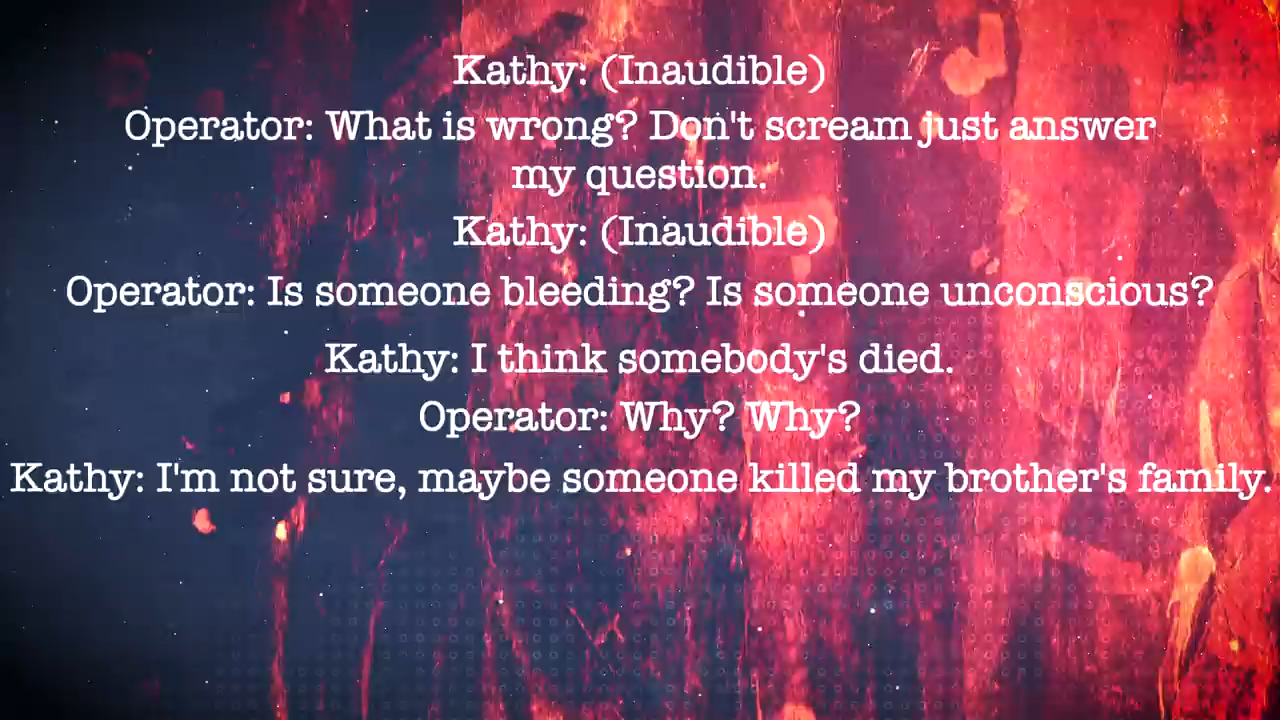 Kathy: (Inaudible)
Operator: What is wrong? Don't scream just answer
my question.
Kathy: (Inaudible)
Operator: Is someone bleeding? Is someone unconscious?
Kathy: I think somebody's died.
Operator: Why? Why?
Kathy: I'm not sure, maybe someone killed my brother's family.